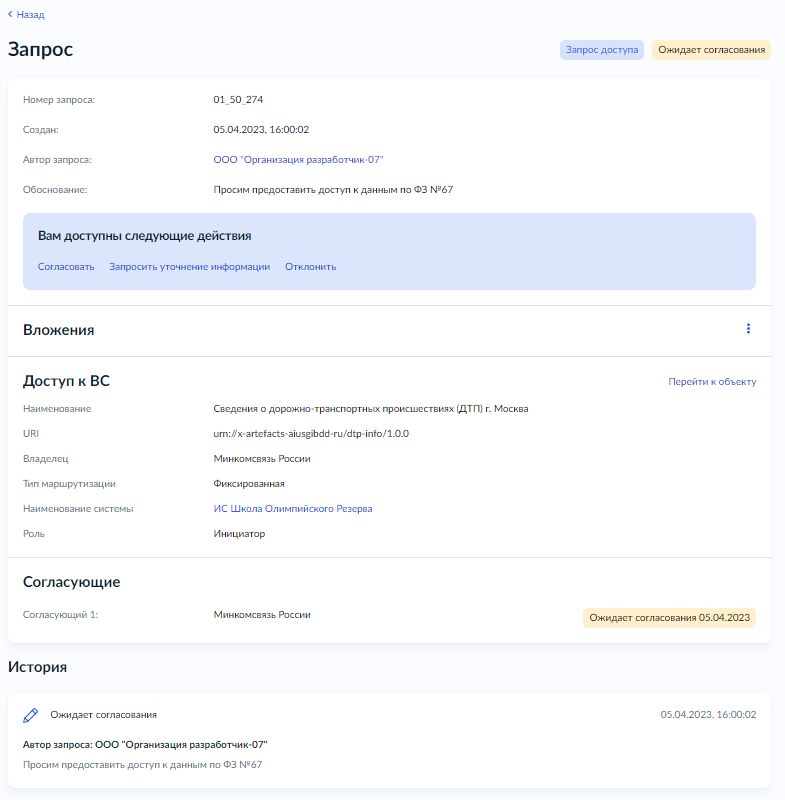 Назад
Запрос
Запрос доступа Ожидает согласования
Номер запроса: 01_50_274
Создан: 05.04.2023, 16:00:02
Автор запроса: ООО "Организация разработчик-07"
Обоснование: Просим предоставить доступ к данным по ФЗ №67
Вам доступны следующие действия
Согласовать Запросить уточнение информации Отклонить
Вложения
Доступ к ВС Перейти к объекту
Наименование Сведения о дорожно-транспортных происшествиях (ДТП) г. Москва
URI urn://x-artefacts-aiusgibdd-ru/dtp-info/1.0.0
Владелец Минкомсвязь России
Тип маршрутизации Фиксированная
Наименование системы ИС Школа Олимпийского Резерва
Роль Инициатор
Согласующие
Согласующий 1: Минкомсвязь России Ожидает согласования 05.04.2023
История
Ожидает согласования 05.04.2023, 16:00:02
Автор запроса: ООО "Организация разработчик-07"
Просим предоставить доступ к данным по ФЗ №67